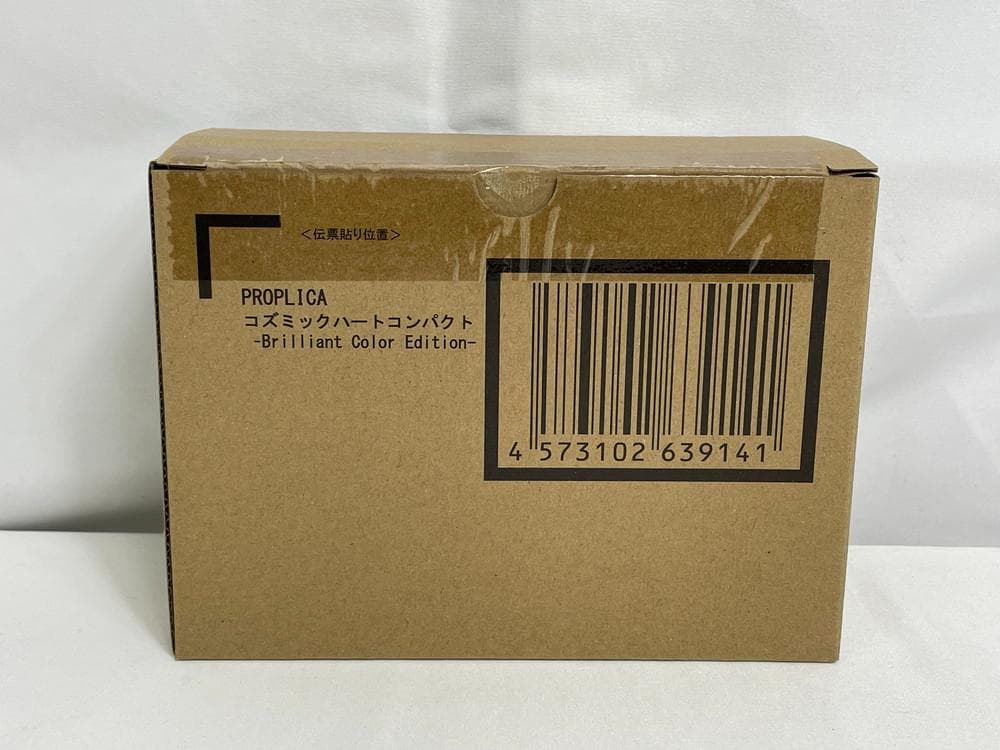 <伝票貼り位置>
PROPLICA
コズミックハートコンパクト
-Brilliant Color Edition-
4 573102 639141